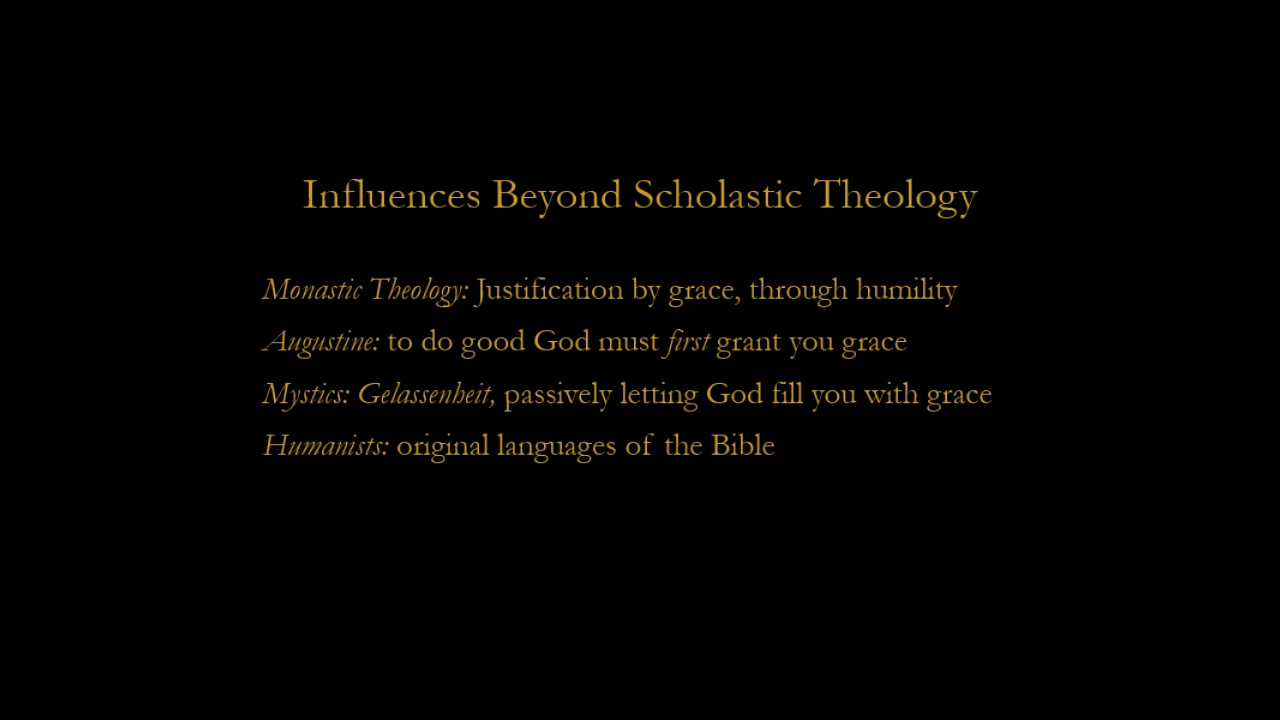 Influences Beyond Scholastic Theology
Monastic Theology: Justification by grace, through humility
Augustine: to do good God must first grant you grace
Mystics: Gelassenheit, passively letting God fill you with grace
Humanists: original languages of the Bible